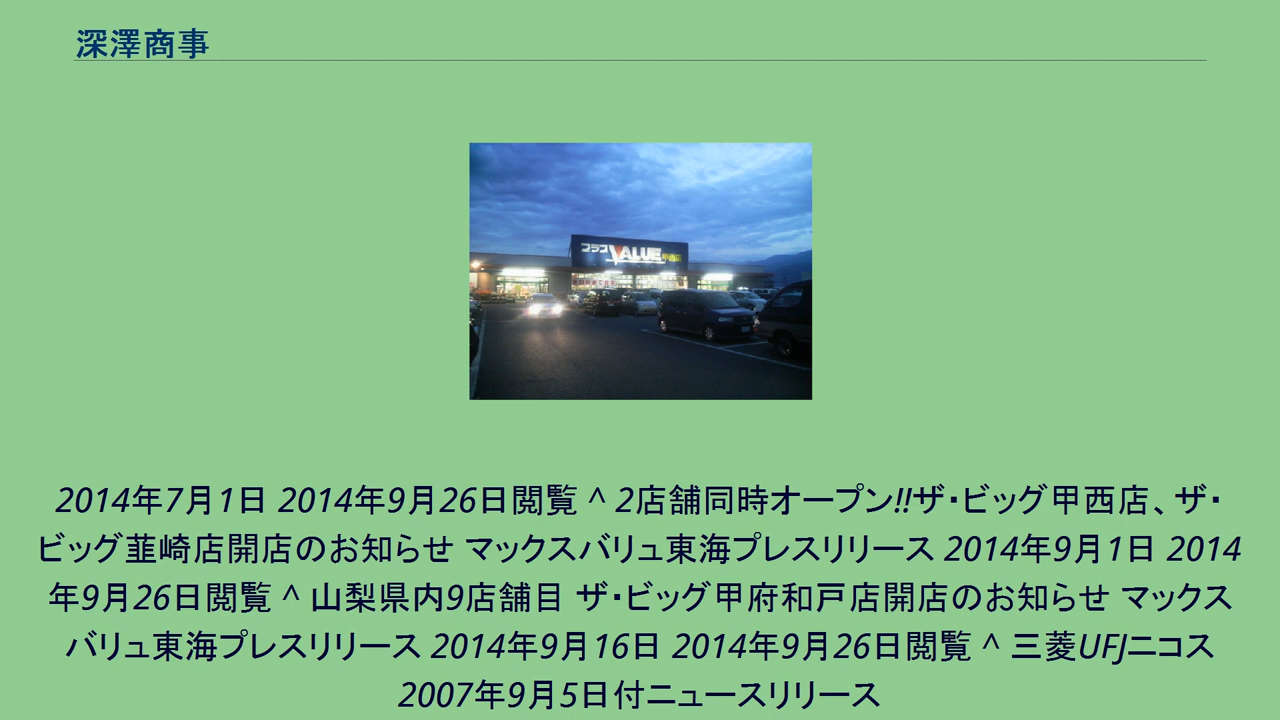 深澤商事
コラコ VALUE
2014年7月1日 2014年9月26日閲覧 ^ 2店舗同時オープン!!ザ・ビッグ甲西店、ザ・
ビッグ韮崎店開店のお知らせ マックスバリュ東海プレスリリース 2014年9月1日 2014
年9月26日閲覧 ^ 山梨県内9店舗目 ザ・ビッグ甲府和戸店開店のお知らせ マックス
バリュ東海プレスリリース 2014年9月16日 2014年9月26日閲覧 ^ 三菱UFJニコス
2007年9月5日付ニュースリリース